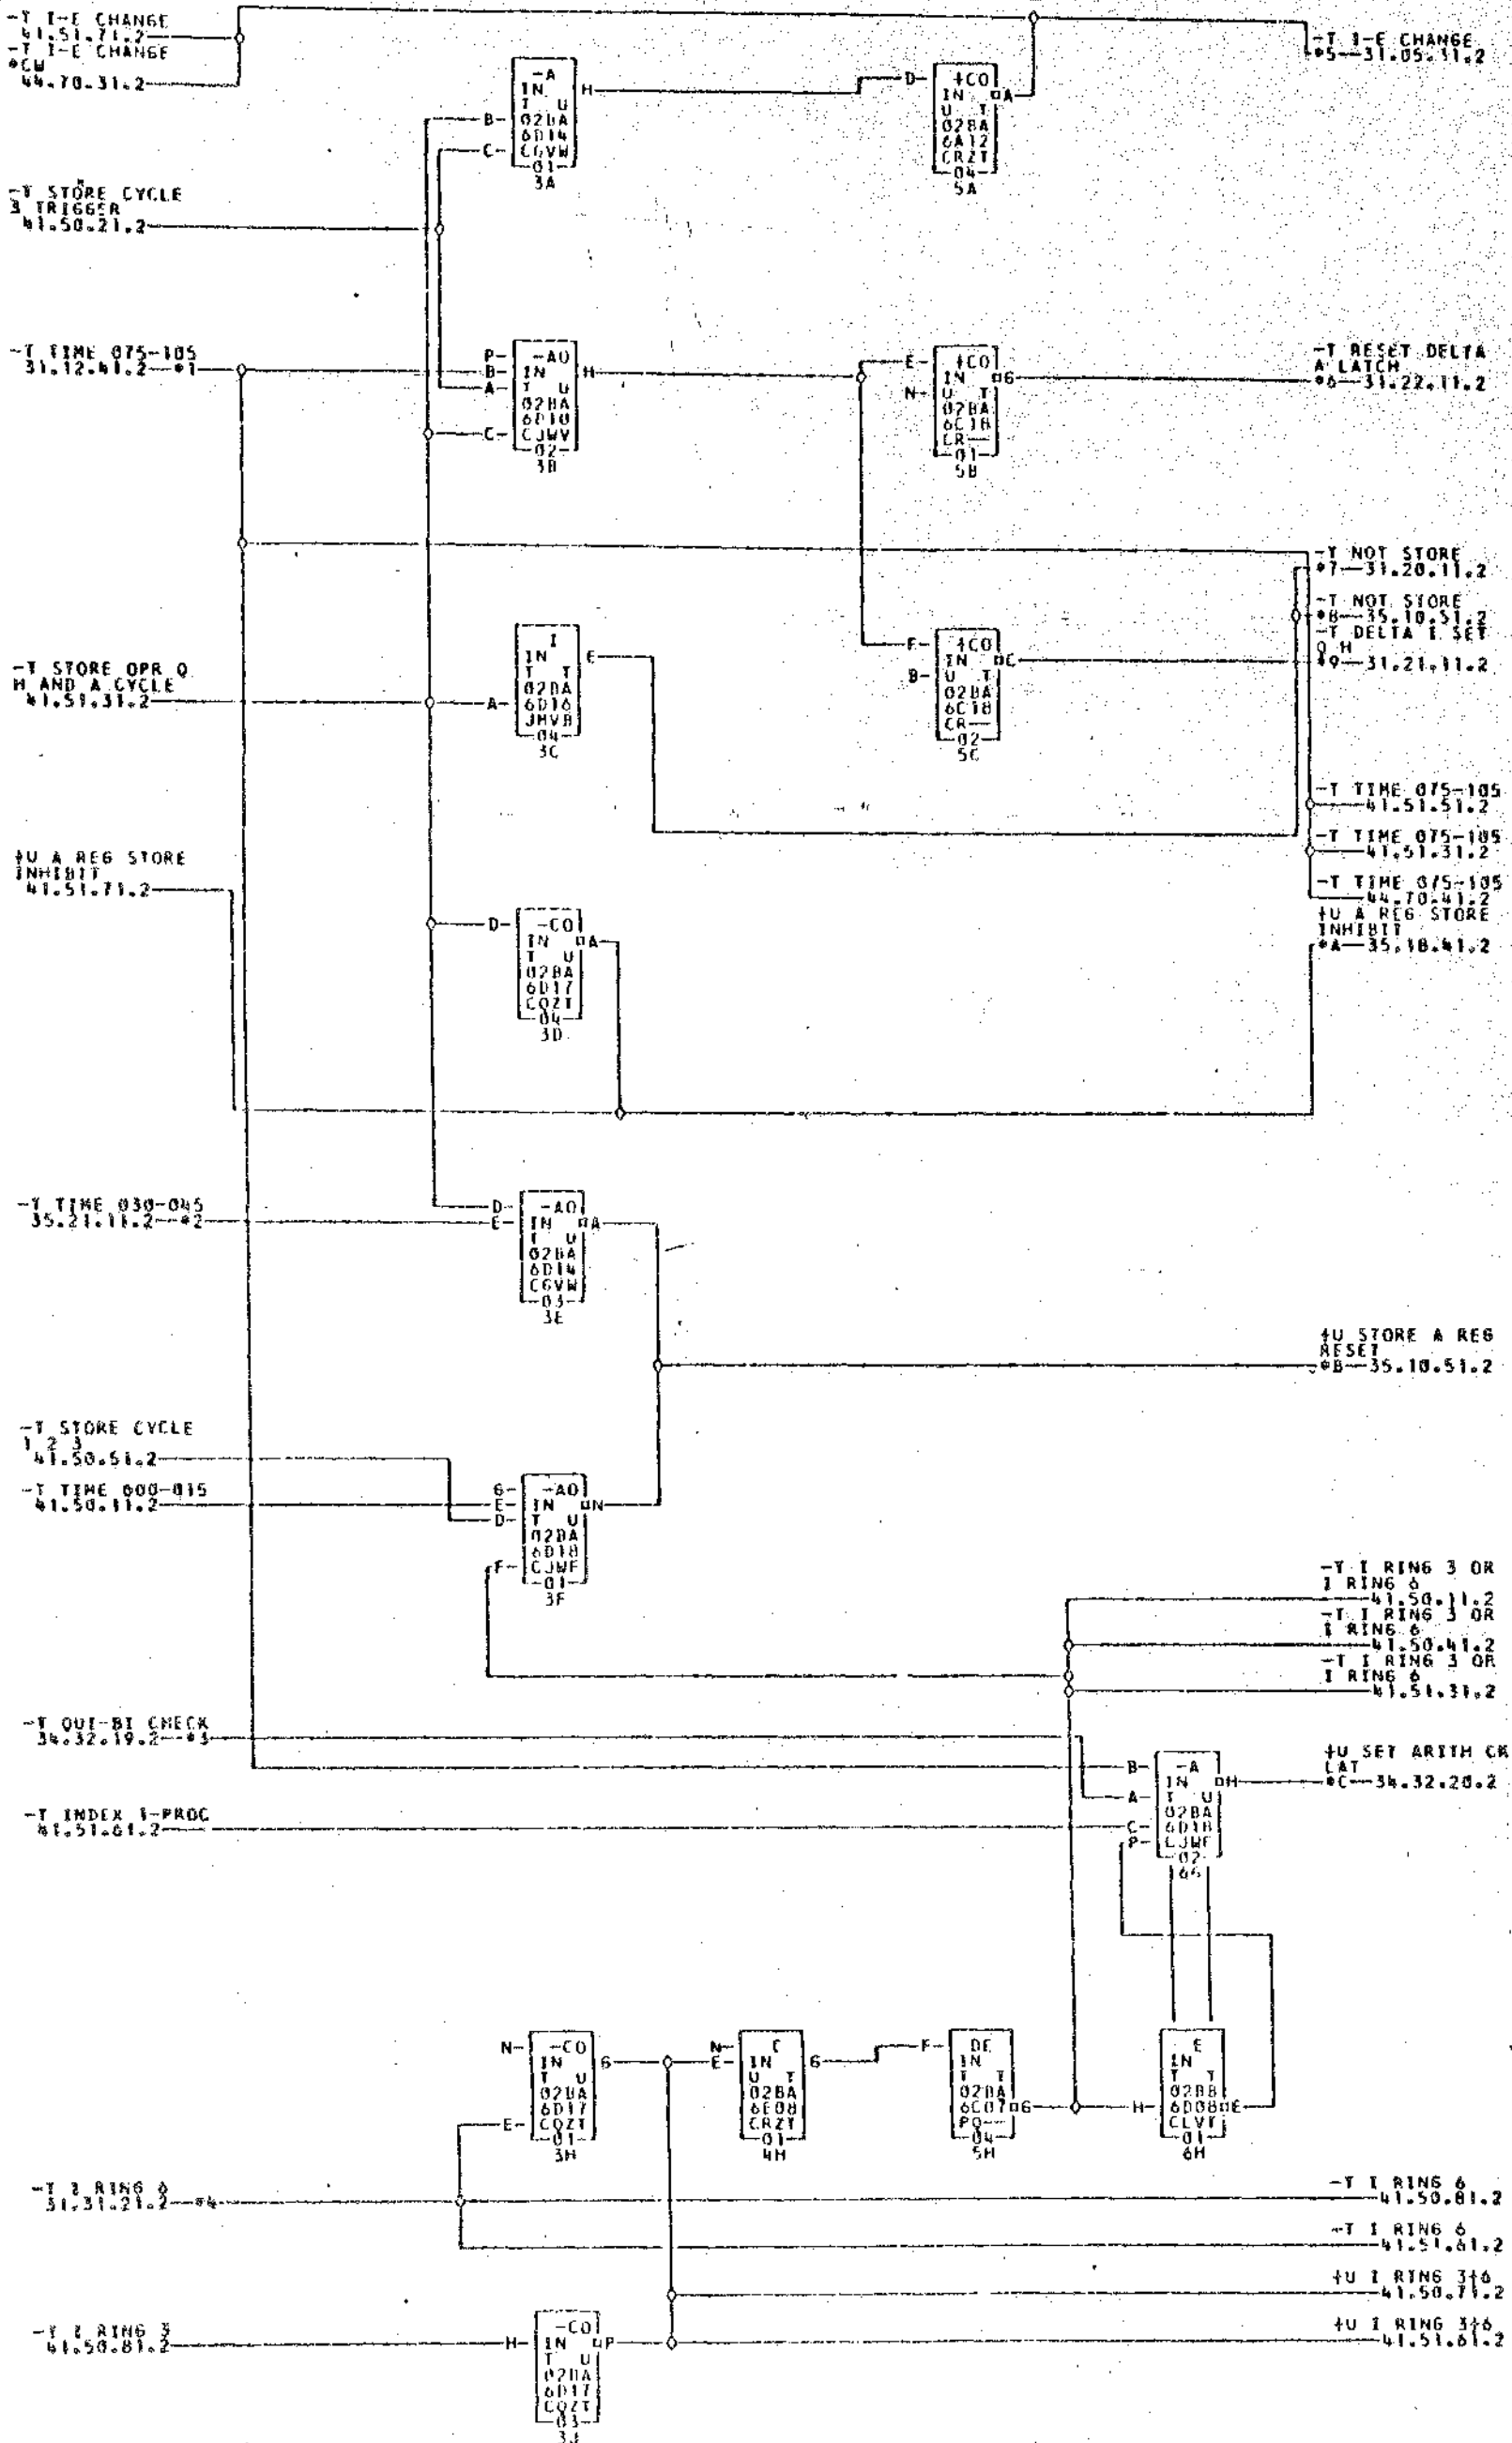 -T I-E CHANGE
41.51.71.2
-T I-E CHANGE
*CW
44.70.31.2
-T I-E CHANGE
*5—31.05.11.2
-A
IN H
T U
B- 02BA
6D14
C- CGVW
01
3A
D- +CO
IN A
U T
02BA
6A12
CRZT
04
5A
-T STORE CYCLE
3 TRIGGER
41.50.21.2
-T TIME 075-105
31.12.41.2—*1
P- -AO
B- IN H
A- T U
02BA
6D18
C- CJWV
02
3B
E- +CO
IN G
N- U T
02BA
6C18
CR—
01
5B
-T RESET DELTA
A LATCH
*6—31.22.11.2
-T NOT STORE
*7—31.20.11.2
-T NOT STORE
*8—35.10.51.2
-T DELTA I SET
Q H
*9—31.21.11.2
-T STORE OPR Q
H AND A CYCLE
41.51.31.2
I
IN E
T T
02BA
A- 6D16
JHVB
04
3C
F- +CO
IN C
B- U T
02BA
6C18
CR—
02
5C
-T TIME 075-105
41.51.51.2
-T TIME 075-105
41.51.31.2
-T TIME 075-105
44.70.41.2
+U A REG STORE
INHIBIT
*A—35.10.41.2
+U A REG STORE
INHIBIT
41.51.71.2
D- -CO
IN A
T U
02BA
6D17
CQZT
04
3D
-T TIME 030-045
35.21.11.2—*2
D- -AO
E- IN A
T U
02BA
6D14
CGVW
03
3E
+U STORE A REG
RESET
*B—35.10.51.2
-T STORE CYCLE
1 2 3
41.50.51.2
-T TIME 000-015
41.50.11.2
G- -AO
E- IN N
D- T U
02BA
6D18
F- CJWF
01
3F
-T I RING 3 OR
I RING 6
41.50.11.2
-T I RING 3 OR
I RING 6
41.50.41.2
-T I RING 3 OR
I RING 6
41.51.31.2
-T QUI-BI CHECK
34.32.19.2—*3
-T INDEX I-PROC
41.51.61.2
B- -A
IN H
A- T U
02BA
C- 6D18
P- CJWF
02
6G
+U SET ARITH CK
LAT
*C—34.32.20.2
N- -CO
IN G
T U
02BA
6D17
E- CQZT
01
3H
N- C
E- IN G
U T
02BA
6E08
CRZT
01
4H
F- DE
IN
T T
02BA
6C07 G
PQ--
04
5H
E
IN
T T
02BB
H- 6D08 E
CLVT
01
6H
-T I RING 6
31.31.21.2—*4
-T I RING 6
41.50.81.2
-T I RING 6
41.51.61.2
+U I RING 3+6
41.50.71.2
+U I RING 3+6
41.51.61.2
-T I RING 3
41.50.81.2
-CO
H- IN P
T U
02BA
6D17
CQZT
03
3J